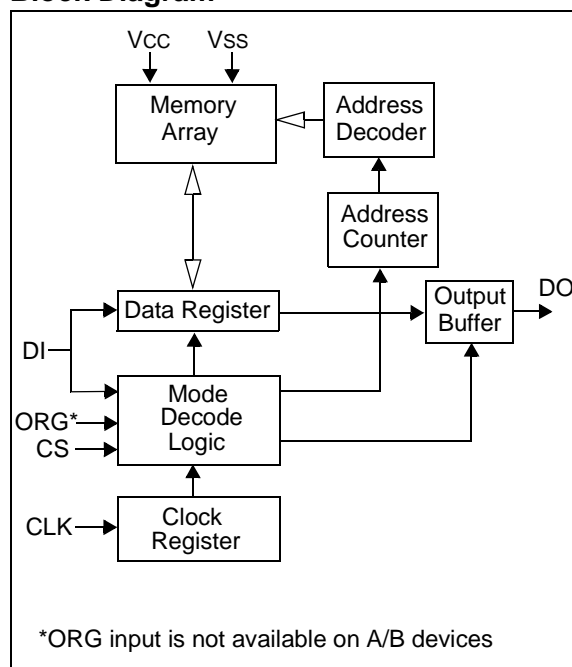 Block Diagram
VCC
VSS
Memory
Array
Address
Decoder
Address
Counter
Data Register
Output
Buffer
DO
DI
Mode
Decode
Logic
ORG*
CS
CLK
Clock
Register
*ORG input is not available on A/B devices